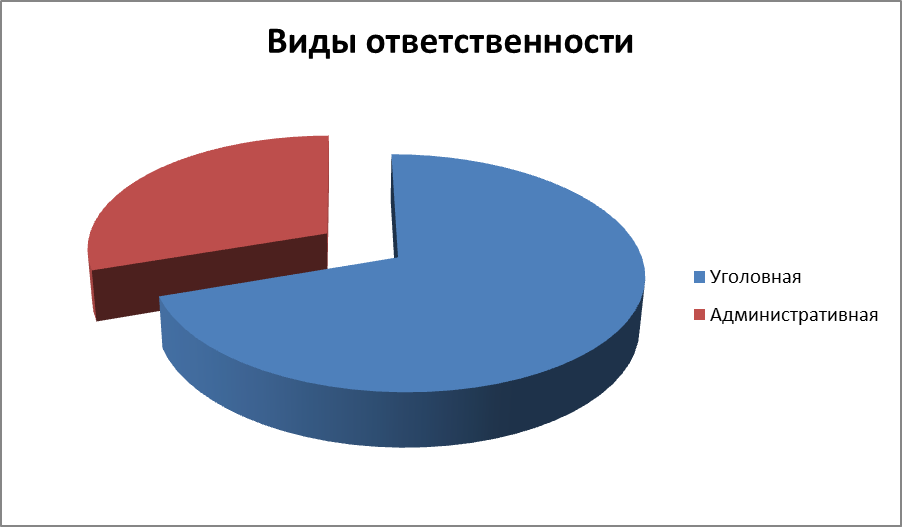 Виды ответственности
Уголовная
Административная